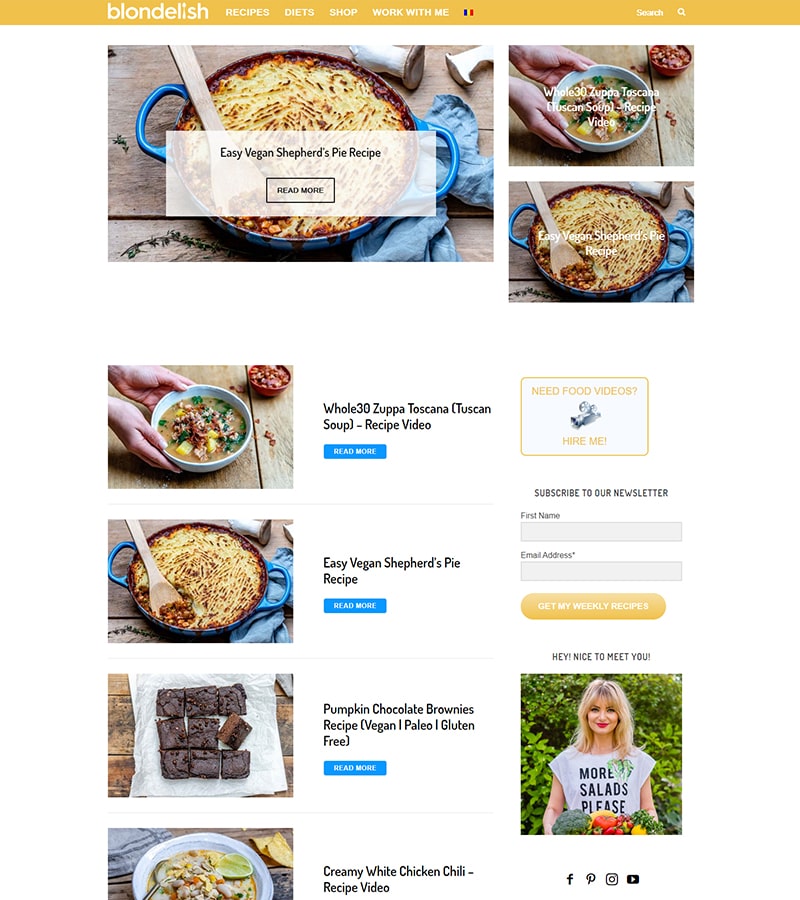 blondelish RECIPES DIETS SHOP WORK WITH ME Search
Easy Vegan Shepherd's Pie Recipe
READ MORE
Whole30 Zuppa Toscana
(Tuscan Soup) – Recipe
Video
Easy Vegan Shepherd's Pie
Recipe
Whole30 Zuppa Toscana (Tuscan
Soup) – Recipe Video
READ MORE
Easy Vegan Shepherd's Pie
Recipe
READ MORE
Pumpkin Chocolate Brownies
Recipe (Vegan | Paleo | Gluten
Free)
READ MORE
Creamy White Chicken Chili –
Recipe Video
NEED FOOD VIDEOS?
HIRE ME!
SUBSCRIBE TO OUR NEWSLETTER
First Name
Email Address*
GET MY WEEKLY RECIPES
HEY! NICE TO MEET YOU!
MORE
SALADS
PLEASE